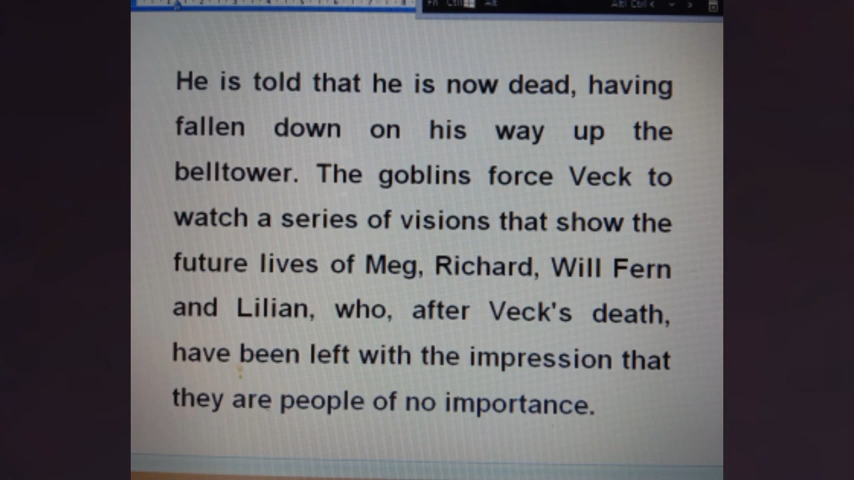 He is told that he is now dead, having
fallen down on his way up the
belltower. The goblins force Veck to
watch a series of visions that show the
future lives of Meg, Richard, Will Fern
and Lilian, who, after Veck's death,
have been left with the impression that
they are people of no importance.